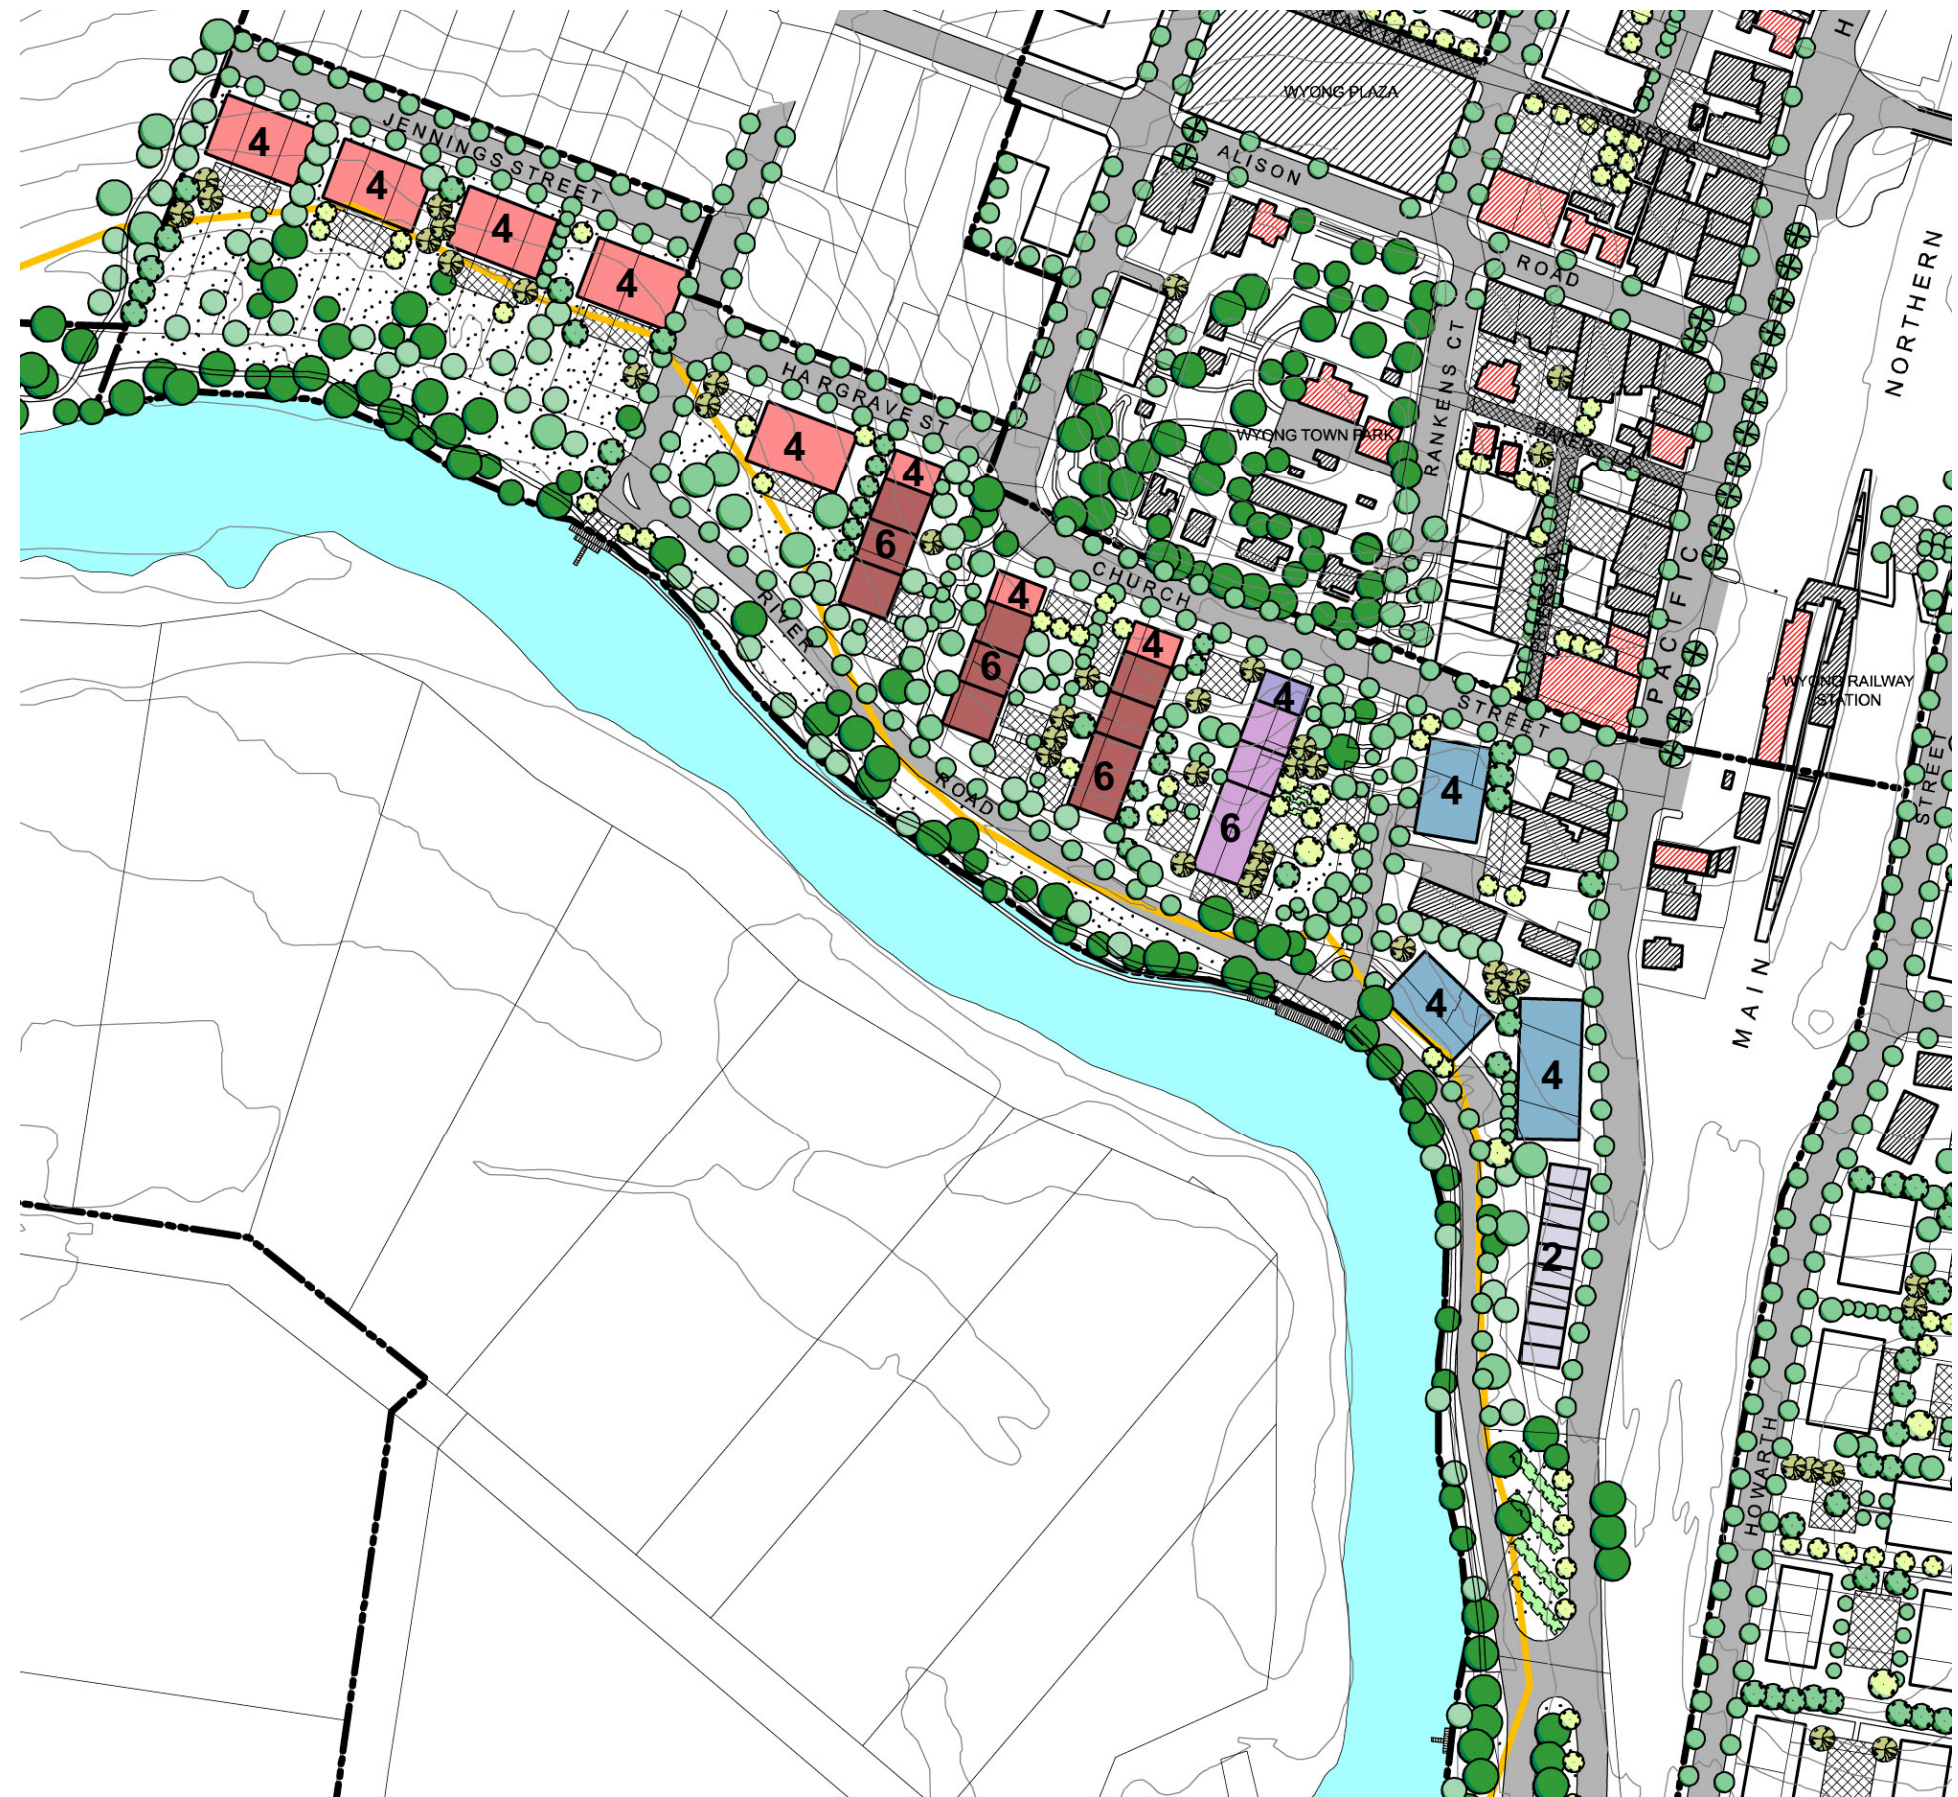 WYONG PLAZA
H
JENNINGS STREET
ALISON
ROAD
NORTHERN
4
4
4
4
HARGRAVE ST
RANKENS CT
WYONG TOWN PARK
4
4
6
CHURCH
STREET
PACIFIC
WYONG RAILWAY
STATION
STREET
RIVER
ROAD
4
6
4
6
4
6
4
4
4
MAIN
2
HOWARTH